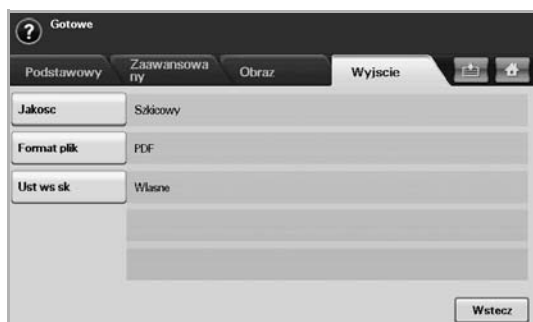 ? Gotowe
Podstawowy
Zaawansowa
ny
Obraz
Wyjscie
Jakosc Szkicowy
Format plik PDF
Ust ws sk Wlasne
Wstecz